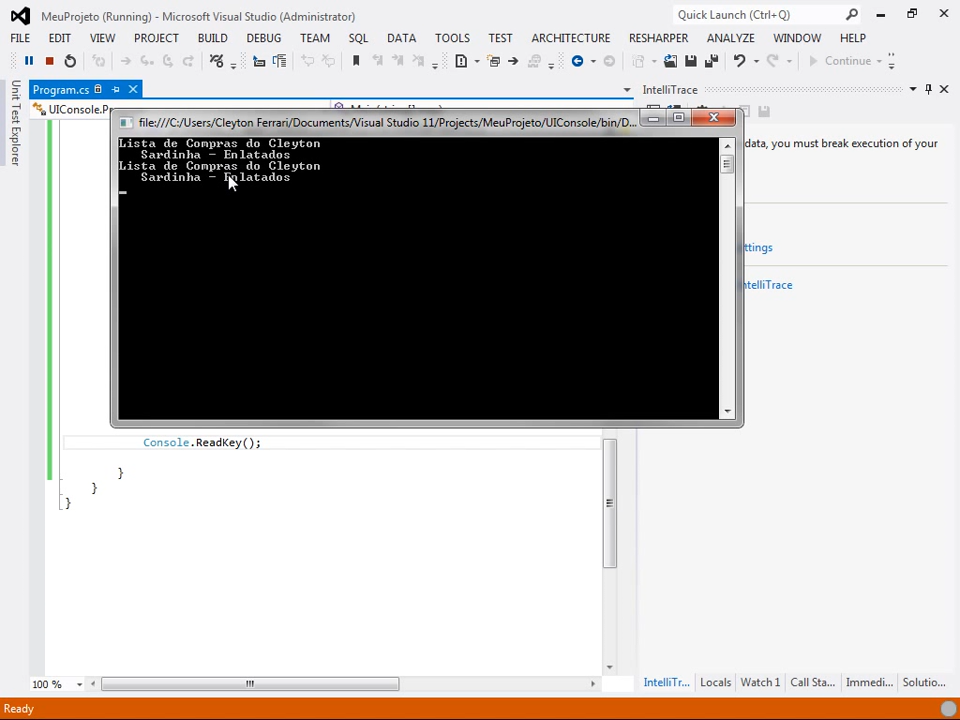 MeuProjeto (Running) - Microsoft Visual Studio (Administrator)
Quick Launch (Ctrl+Q)
FILE EDIT VIEW PROJECT BUILD DEBUG TEAM SQL DATA TOOLS TEST ARCHITECTURE RESHARPER ANALYZE WINDOW HELP
Continue
Unit Test Explorer
Program.cs
IntelliTrace
UIConsole.Pr
file:///C:/Users/Cleyton Ferrari/Documents/Visual Studio 11/Projects/MeuProjeto/UIConsole/bin/D...
Lista de Compras do Cleyton
Sardinha - Enlatados
Lista de Compras do Cleyton
Sardinha - Enlatados
data, you must break execution of your
ttings
ntelliTrace
Console.ReadKey();
}
}
}
100 %
IntelliTr... Locals Watch 1 Call Sta... Immedi... Solutio...
Ready